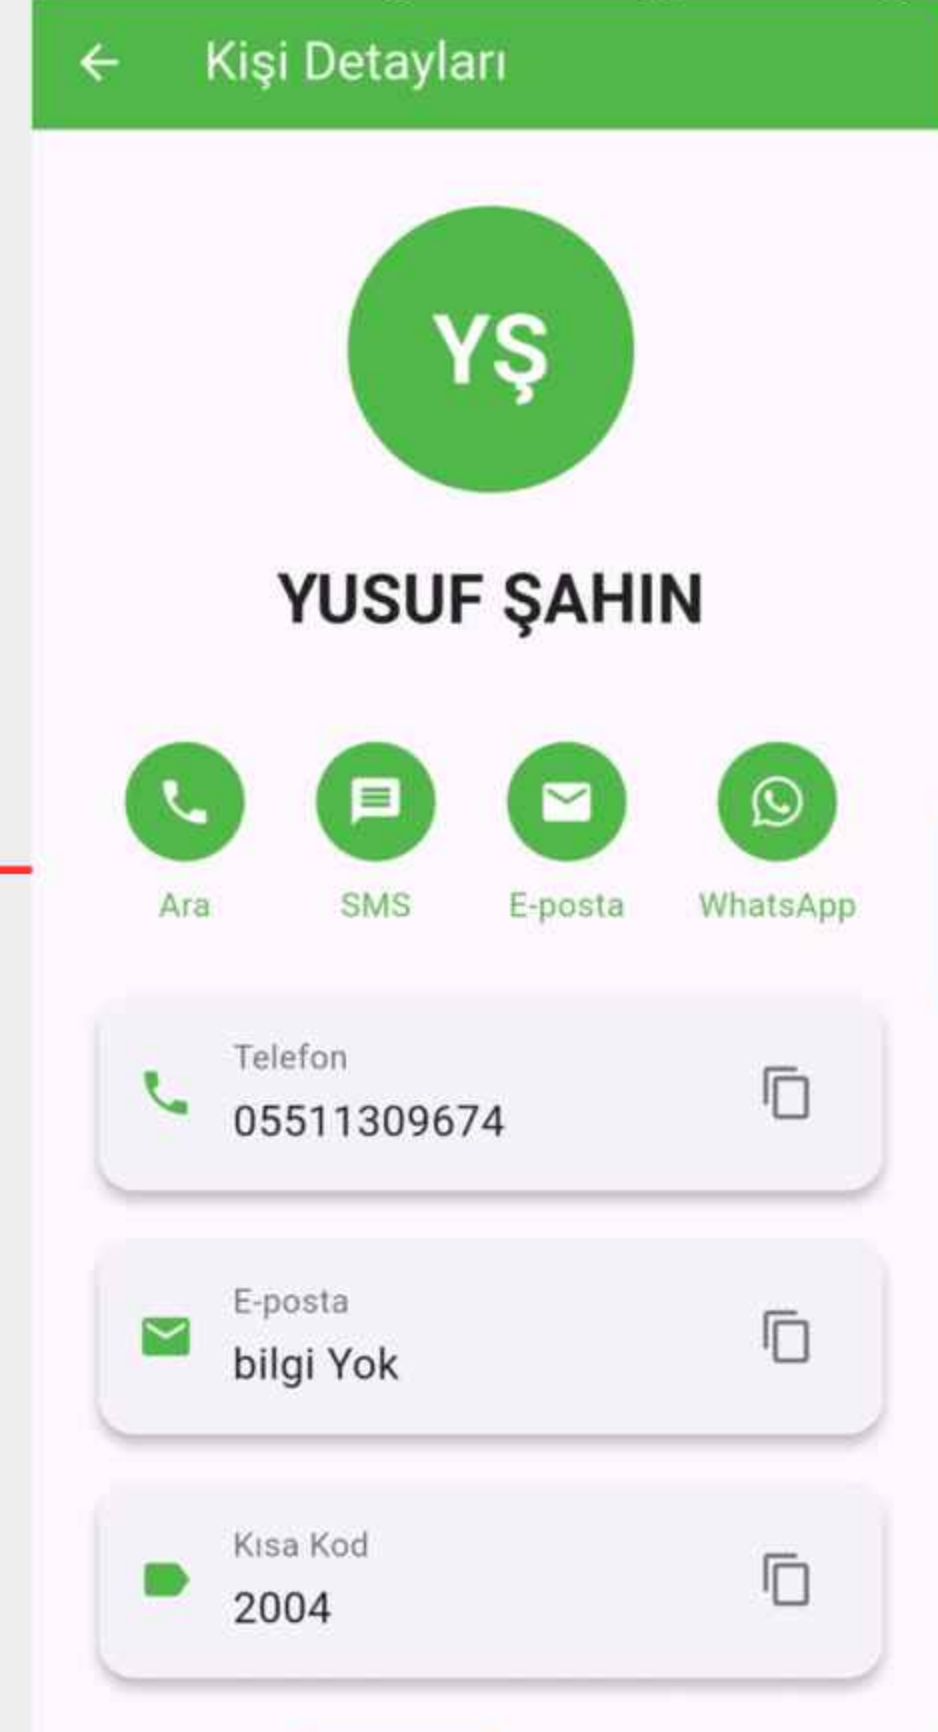 Kişi Detayları
YŞ
YUSUF ŞAHIN
Ara SMS E-posta WhatsApp
Telefon
05511309674
E-posta
bilgi Yok
Kısa Kod
2004